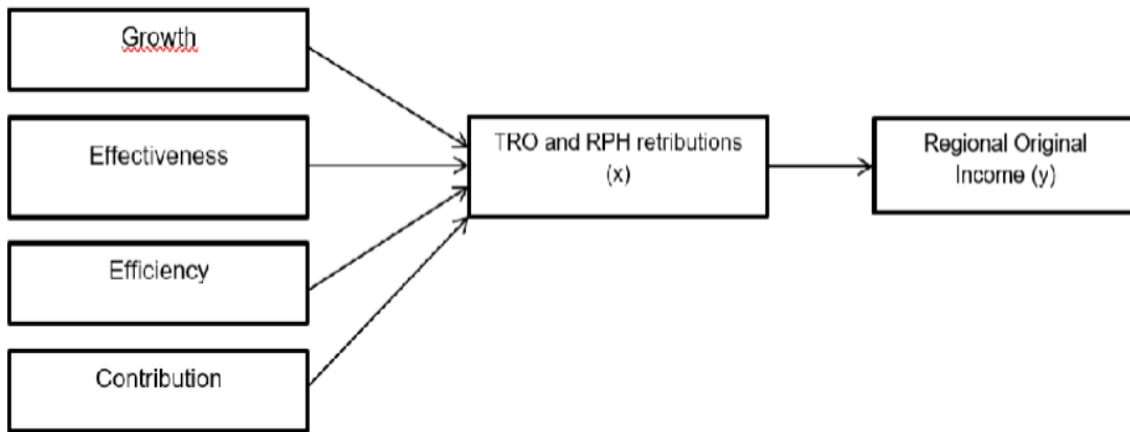 Growth
Effectiveness
Efficiency
Contribution
TRO and RPH retributions
(x)
Regional Original
Income (y)